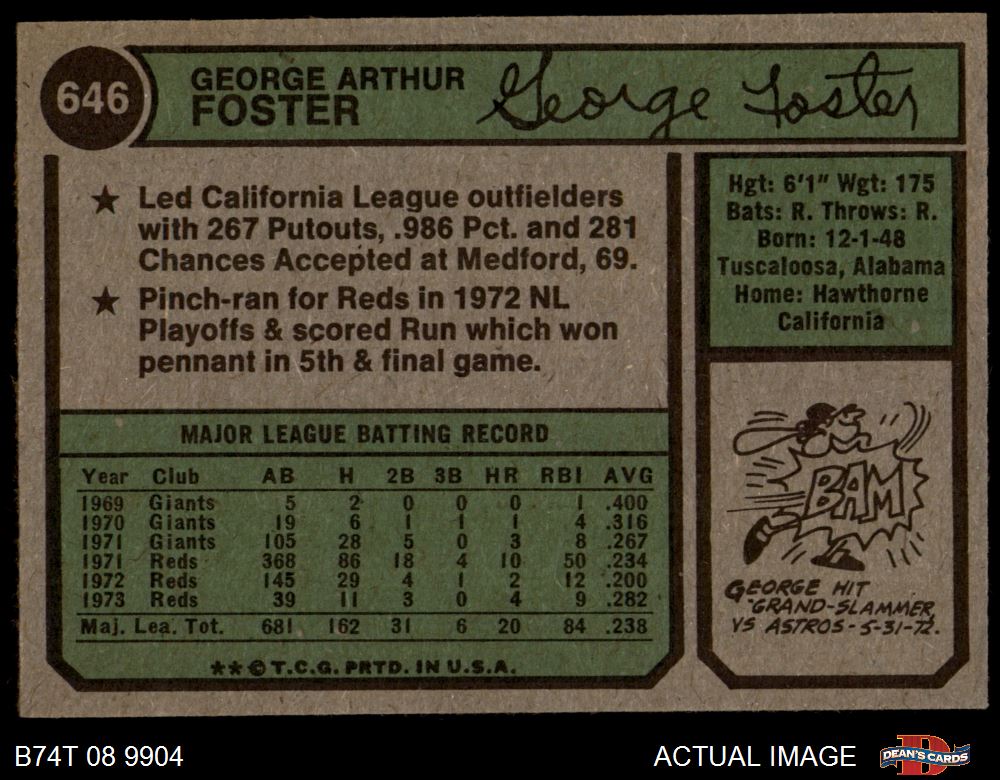 646
GEORGE ARTHUR
FOSTER
George Foster
★ Led California League outfielders
with 267 Putouts, .986 Pct. and 281
Chances Accepted at Medford, 69.
★ Pinch-ran for Reds in 1972 NL
Playoffs & scored Run which won
pennant in 5th & final game.
Hgt: 6'1" Wgt: 175
Bats: R. Throws: R.
Born: 12-1-48
Tuscaloosa, Alabama
Home: Hawthorne
California
MAJOR LEAGUE BATTING RECORD
Year Club AB H 2B 3B HR RBI AVG
1969 Giants 5 2 0 0 0 1 .400
1970 Giants 19 6 1 1 1 4 .316
1971 Giants 105 28 5 0 3 8 .267
1971 Reds 368 86 18 4 10 50 .234
1972 Reds 145 29 4 1 2 12 .200
1973 Reds 39 11 3 0 4 9 .282
Maj. Lea. Tot. 681 162 31 6 20 84 .238
★★©T.C.G. PRTD. IN U.S.A.
BAM
GEORGE HIT
"GRAND-SLAMMER,
VS ASTROS-5-31-72.
B74T 08 9904
ACTUAL IMAGE
D
DEAN'S CARDS